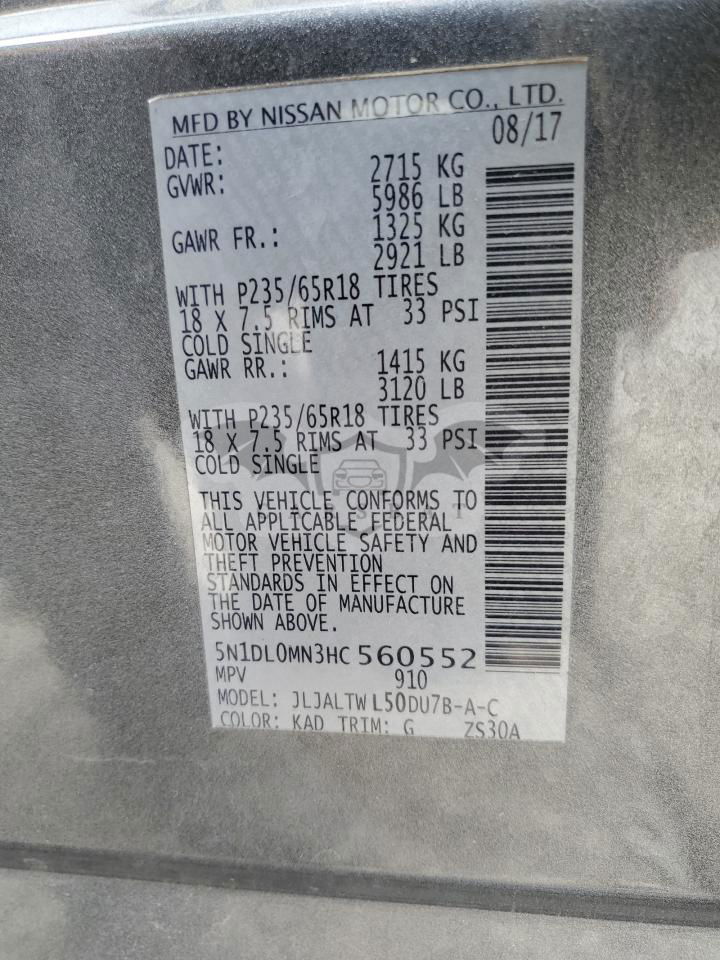 MFD BY NISSAN MOTOR CO., LTD.
DATE: 08/17
GVWR: 2715 KG
5986 LB
GAWR FR.: 1325 KG
2921 LB
WITH P235/65R18 TIRES
18 X 7.5 RIMS AT 33 PSI
COLD SINGLE
GAWR RR.: 1415 KG
3120 LB
WITH P235/65R18 TIRES
18 X 7.5 RIMS AT 33 PSI
COLD SINGLE
THIS VEHICLE CONFORMS TO
ALL APPLICABLE FEDERAL
MOTOR VEHICLE SAFETY AND
THEFT PREVENTION
STANDARDS IN EFFECT ON
THE DATE OF MANUFACTURE
SHOWN ABOVE.
5N1DL0MN3HC 560552
MPV 910
MODEL: JLJALTW L50DU7B-A-C
COLOR: KAD TRIM: G ZS30A